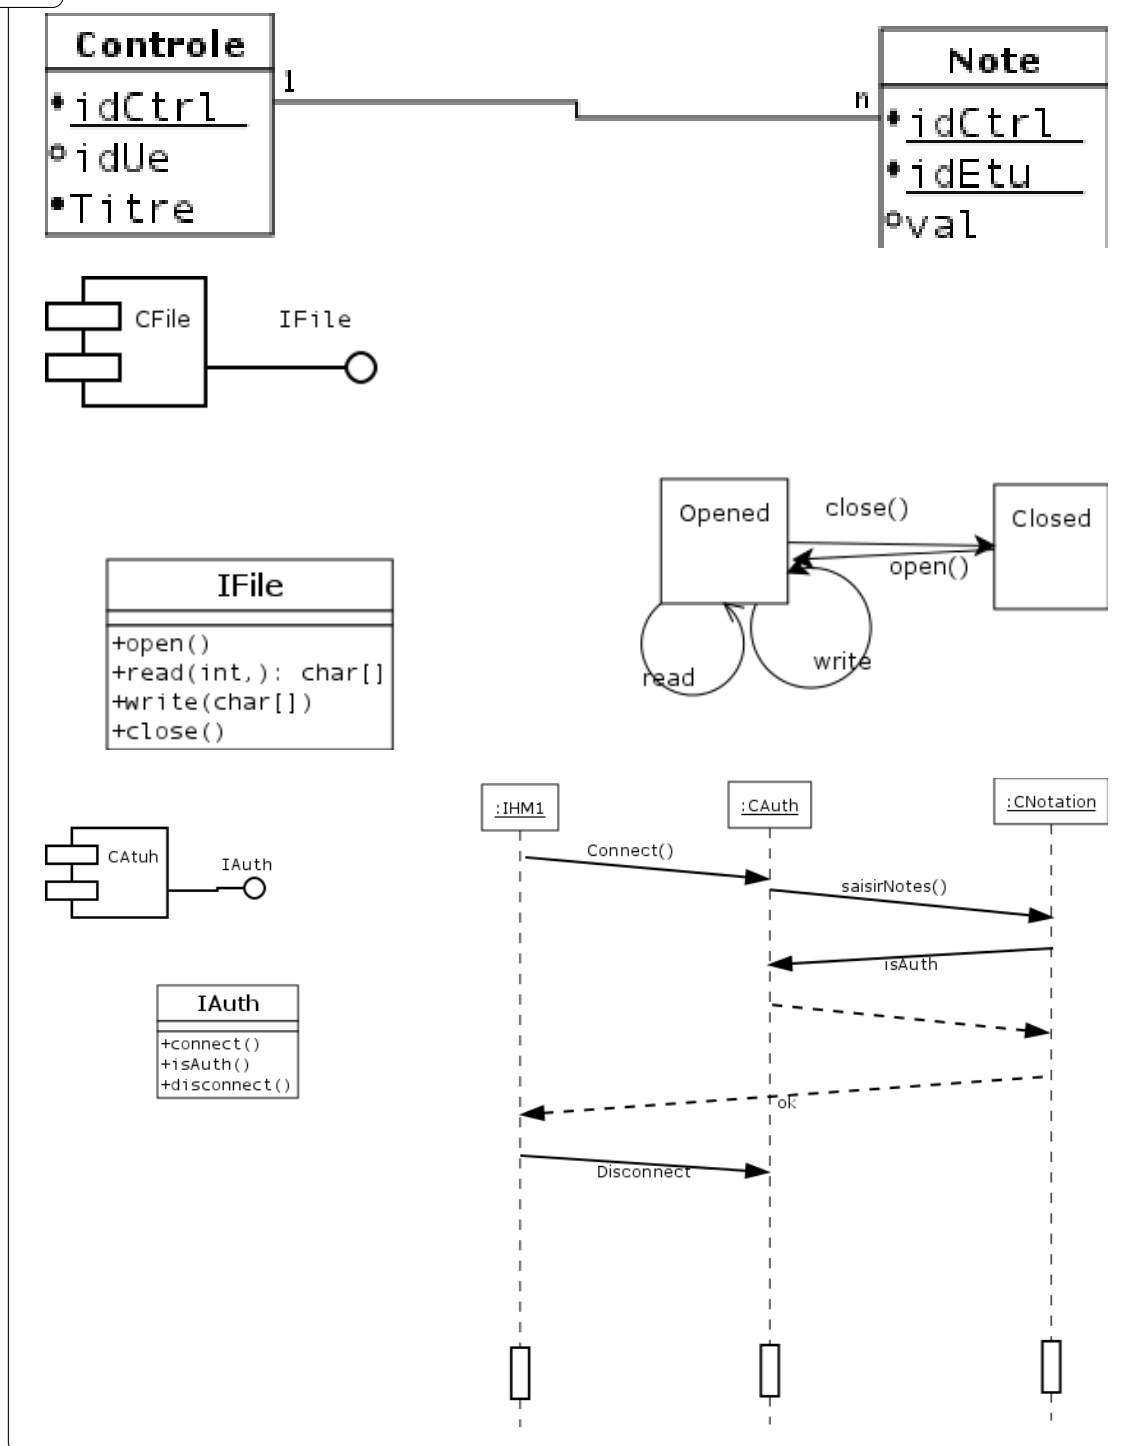 Controle
idCtrl
idUe
Titre
1
n
Note
idCtrl
idEtu
val
CFile
IFile
IFile
+open()
+read(int,): char[]
+write(char[])
+close()
Opened
close()
Closed
open()
read
write
CAtuh
IAuth
IAuth
+connect()
+isAuth()
+disconnect()
:IHM1
:CAuth
:CNotation
Connect()
saisirNotes()
isAuth
ok
Disconnect